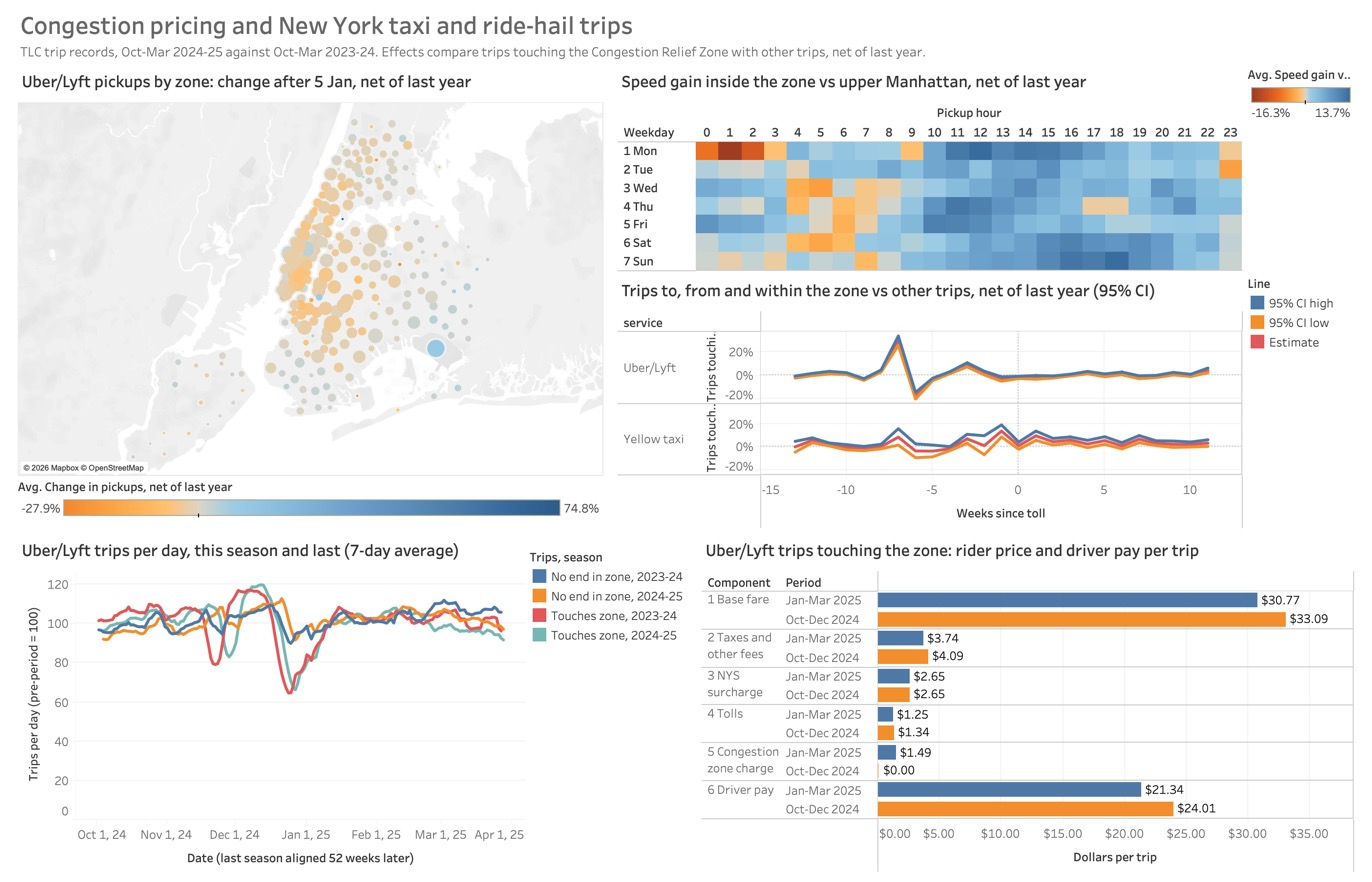 Congestion pricing and New York taxi and ride-hail trips
TLC trip records, Oct-Mar 2024-25 against Oct-Mar 2023-24. Effects compare trips touching the Congestion Relief Zone with other trips, net of last year.
Uber/Lyft pickups by zone: change after 5 Jan, net of last year
© 2026 Mapbox © OpenStreetMap
Avg. Change in pickups, net of last year
-27.9% 74.8%
Speed gain inside the zone vs upper Manhattan, net of last year
Pickup hour
Weekday 0 1 2 3 4 5 6 7 8 9 10 11 12 13 14 15 16 17 18 19 20 21 22 23
1 Mon
2 Tue
3 Wed
4 Thu
5 Fri
6 Sat
7 Sun
Avg. Speed gain v..
-16.3% 13.7%
Trips to, from and within the zone vs other trips, net of last year (95% CI)
service
Uber/Lyft
Trips touchi..
20%
0%
-20%
Yellow taxi
Trips touch..
20%
0%
-20%
-15 -10 -5 0 5 10
Weeks since toll
Line
95% CI high
95% CI low
Estimate
Uber/Lyft trips per day, this season and last (7-day average)
Trips per day (pre-period = 100)
120
100
80
60
40
20
0
Oct 1, 24 Nov 1, 24 Dec 1, 24 Jan 1, 25 Feb 1, 25 Mar 1, 25 Apr 1, 25
Date (last season aligned 52 weeks later)
Trips, season
No end in zone, 2023-24
No end in zone, 2024-25
Touches zone, 2023-24
Touches zone, 2024-25
Uber/Lyft trips touching the zone: rider price and driver pay per trip
Component Period
1 Base fare Jan-Mar 2025 $30.77
Oct-Dec 2024 $33.09
2 Taxes and Jan-Mar 2025 $3.74
other fees Oct-Dec 2024 $4.09
3 NYS Jan-Mar 2025 $2.65
surcharge Oct-Dec 2024 $2.65
4 Tolls Jan-Mar 2025 $1.25
Oct-Dec 2024 $1.34
5 Congestion Jan-Mar 2025 $1.49
zone charge Oct-Dec 2024 $0.00
6 Driver pay Jan-Mar 2025 $21.34
Oct-Dec 2024 $24.01
$0.00 $5.00 $10.00 $15.00 $20.00 $25.00 $30.00 $35.00
Dollars per trip